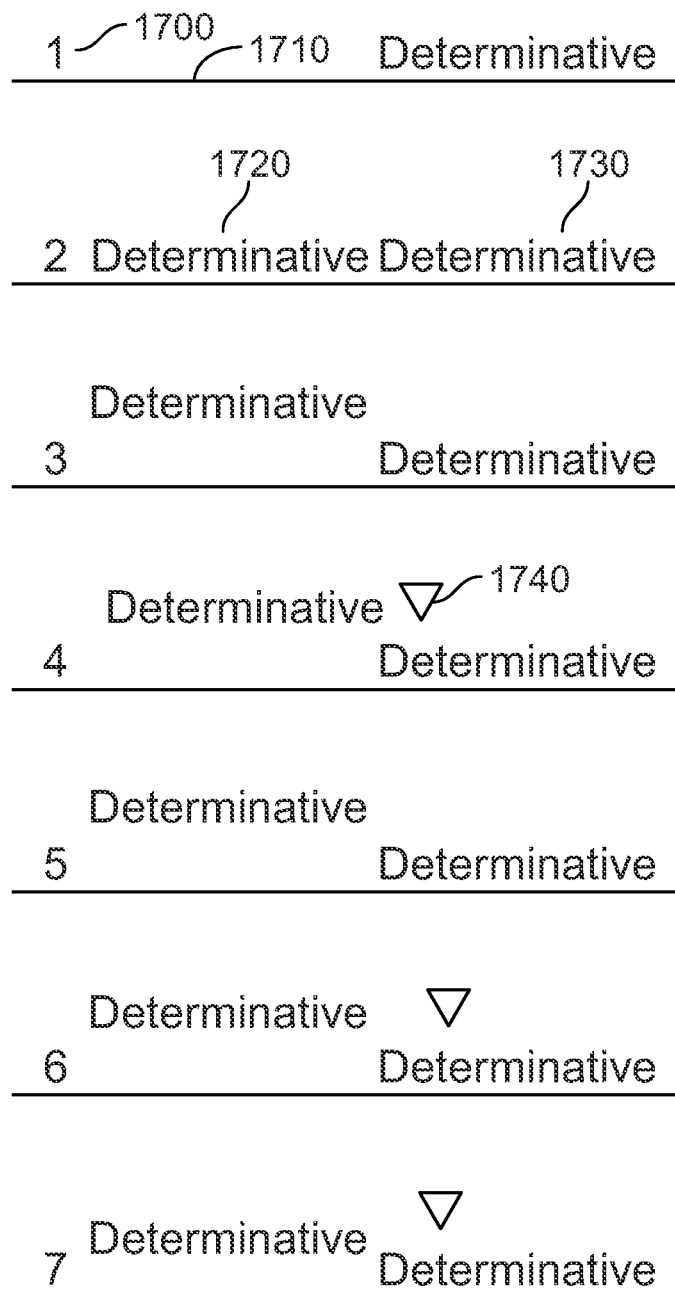 1 1700 1710 Determinative
1720 1730
2 Determinative Determinative
Determinative
3 Determinative
Determinative 1740
4 Determinative
Determinative
5 Determinative
Determinative
6 Determinative
Determinative
7 Determinative